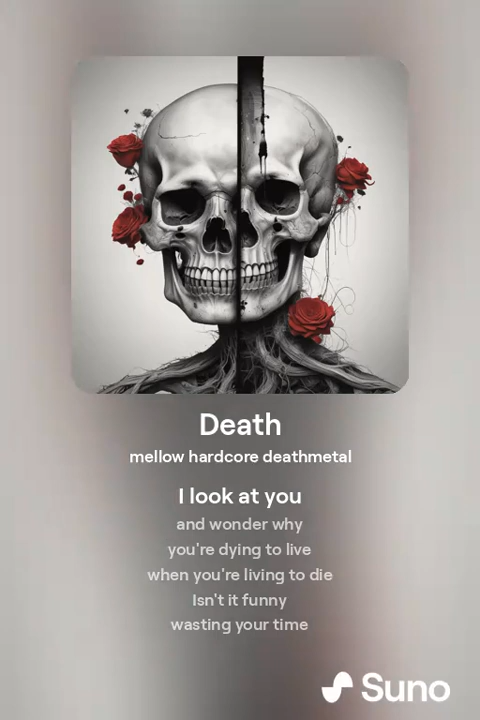 Death
mellow hardcore deathmetal
I look at you
and wonder why
you're dying to live
when you're living to die
Isn't it funny
wasting your time
Suno